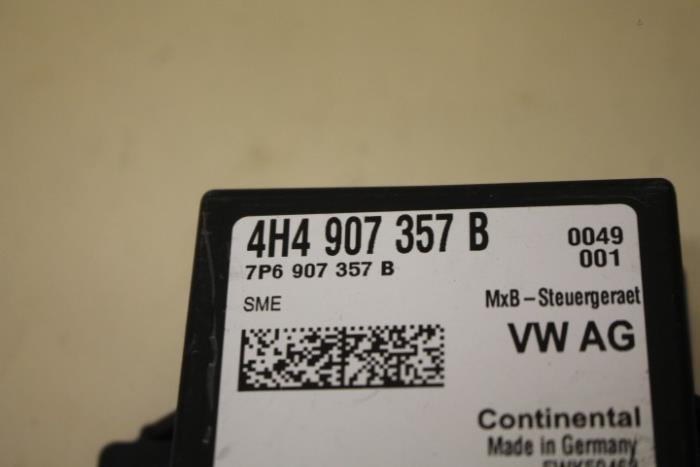 4H4 907 357 B
0049
7P6 907 357 B
001
SME
MxB-Steuergeraet
VW AG
Continental
Made in Germany